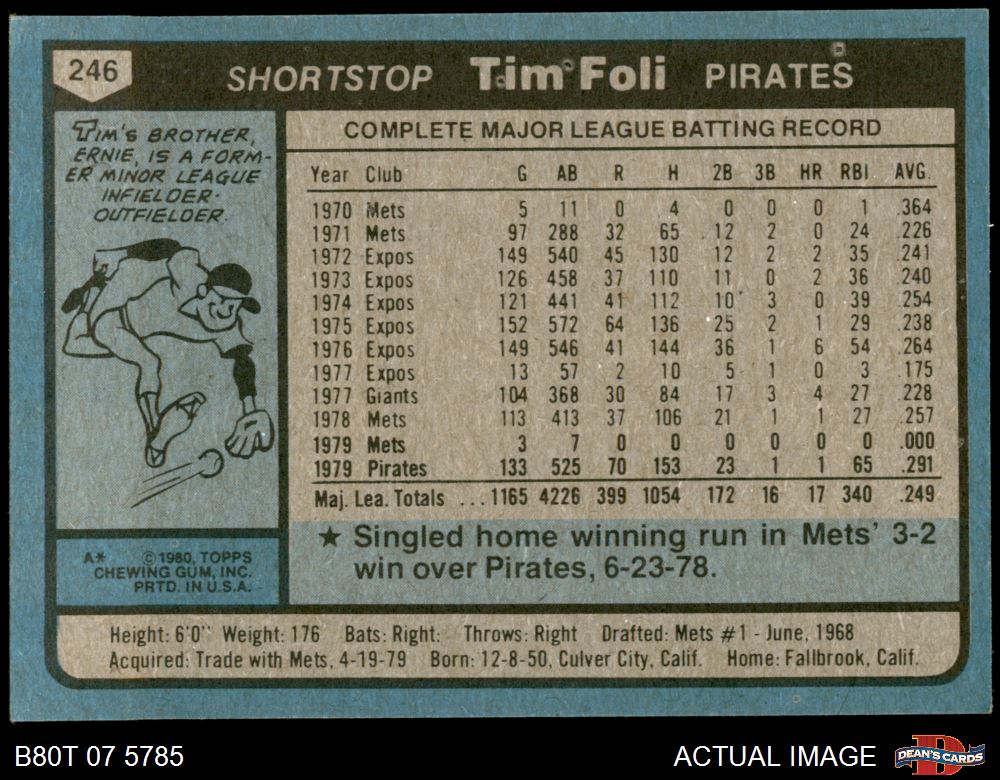 246 SHORTSTOP Tim Foli PIRATES
TIM'S BROTHER,
ERNIE, IS A FORM-
ER MINOR LEAGUE
INFIELDER-
OUTFIELDER.
COMPLETE MAJOR LEAGUE BATTING RECORD
Year Club G AB R H 2B 3B HR RBI AVG.
1970 Mets 5 11 0 4 0 0 0 1 .364
1971 Mets 97 288 32 65 12 2 0 24 .226
1972 Expos 149 540 45 130 12 2 2 35 .241
1973 Expos 126 458 37 110 11 0 2 36 .240
1974 Expos 121 441 41 112 10 3 0 39 .254
1975 Expos 152 572 64 136 25 2 1 29 .238
1976 Expos 149 546 41 144 36 1 6 54 .264
1977 Expos 13 57 2 10 5 1 0 3 .175
1977 Giants 104 368 30 84 17 3 4 27 .228
1978 Mets 113 413 37 106 21 1 1 27 .257
1979 Mets 3 7 0 0 0 0 0 0 .000
1979 Pirates 133 525 70 153 23 1 1 65 .291
Maj. Lea. Totals ...1165 4226 399 1054 172 16 17 340 .249
★ Singled home winning run in Mets' 3-2
win over Pirates, 6-23-78.
A* © 1980, TOPPS
CHEWING GUM, INC.
PRTD. IN U.S.A.
Height: 6'0" Weight: 176 Bats: Right: Throws: Right Drafted: Mets #1 - June, 1968
Acquired: Trade with Mets, 4-19-79 Born: 12-8-50, Culver City, Calif. Home: Fallbrook, Calif.
B80T 07 5785 ACTUAL IMAGE D DEAN'S CARDS